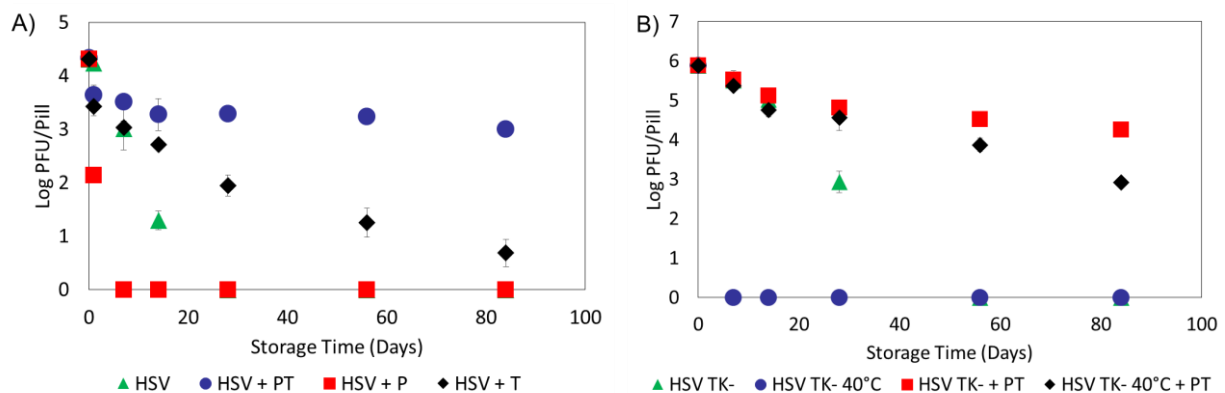 A)
Log PFU/Pill
5
4
3
2
1
0
0 20 40 60 80 100
Storage Time (Days)
HSV HSV + PT HSV + P HSV + T
B)
Log PFU/Pill
7
6
5
4
3
2
1
0
0 20 40 60 80 100
Storage Time (Days)
HSV TK- HSV TK- 40°C HSV TK- + PT HSV TK- 40°C + PT